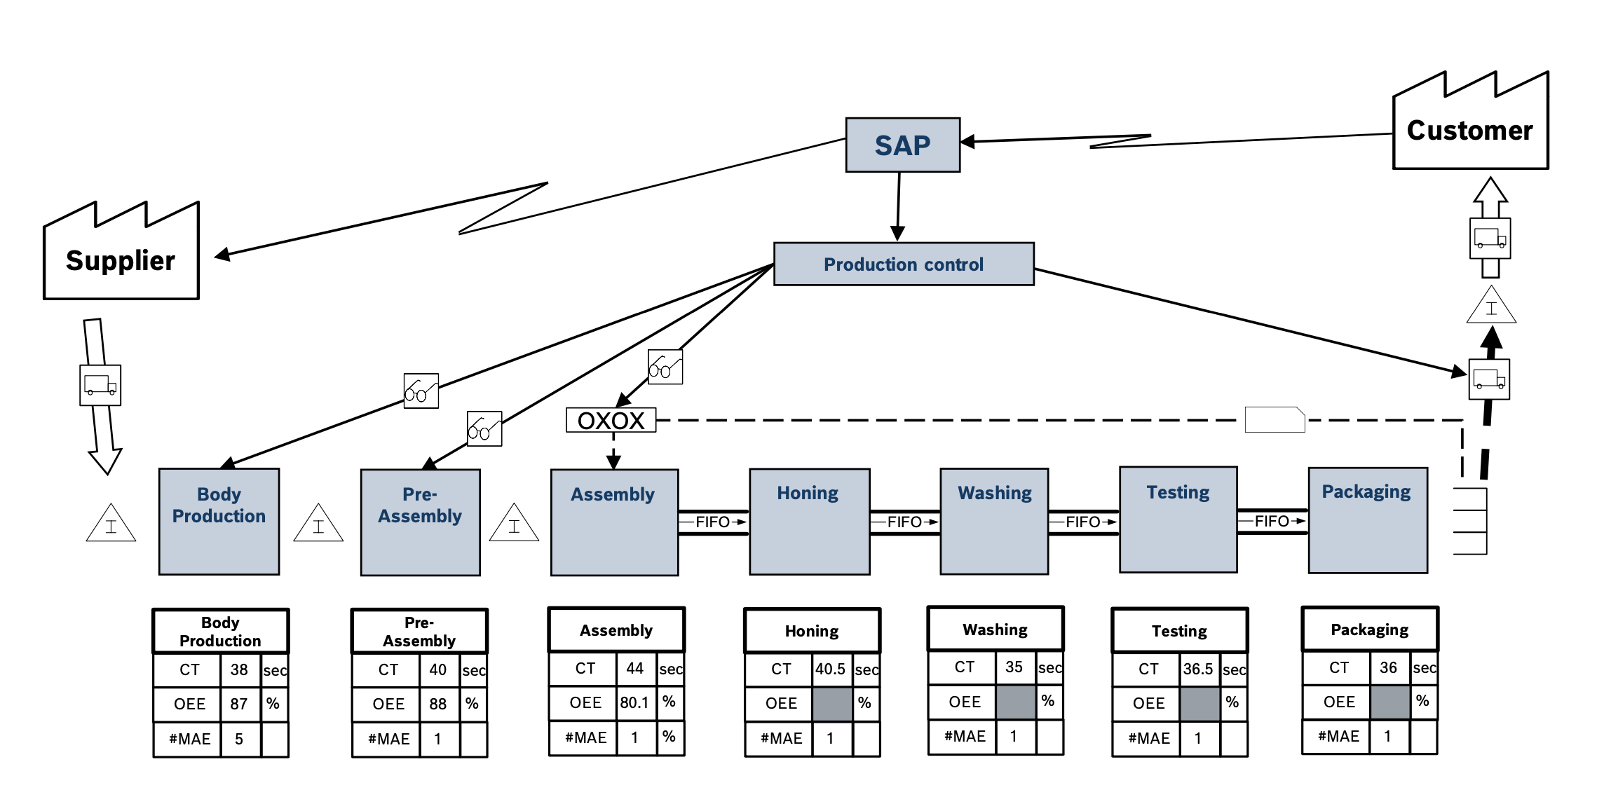 Customer
SAP
Production control
Supplier
OXOX
Body
Production
Pre-
Assembly
Assembly
Honing
Washing
Testing
Packaging
I
I
I
I
FIFO
FIFO
FIFO
FIFO
Body
Production
CT 38 sec
OEE 87 %
#MAE 5
Pre-
Assembly
CT 40 sec
OEE 88 %
#MAE 1
Assembly
CT 44 sec
OEE 80.1 %
#MAE 1 %
Honing
CT 40.5 sec
OEE %
#MAE 1
Washing
CT 35 sec
OEE %
#MAE 1
Testing
CT 36.5 sec
OEE %
#MAE 1
Packaging
CT 36 sec
OEE %
#MAE 1